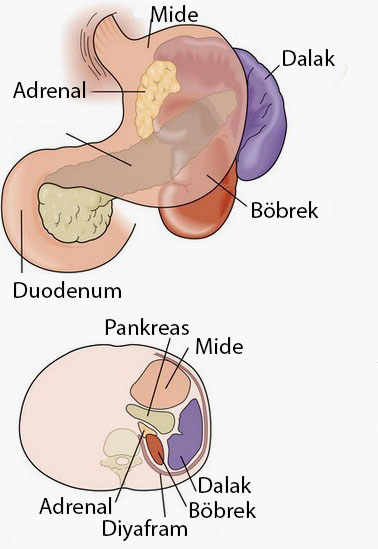 Mide
Dalak
Adrenal
Böbrek
Duodenum
Pankreas
Mide
Dalak
Adrenal
Böbrek
Diyafram